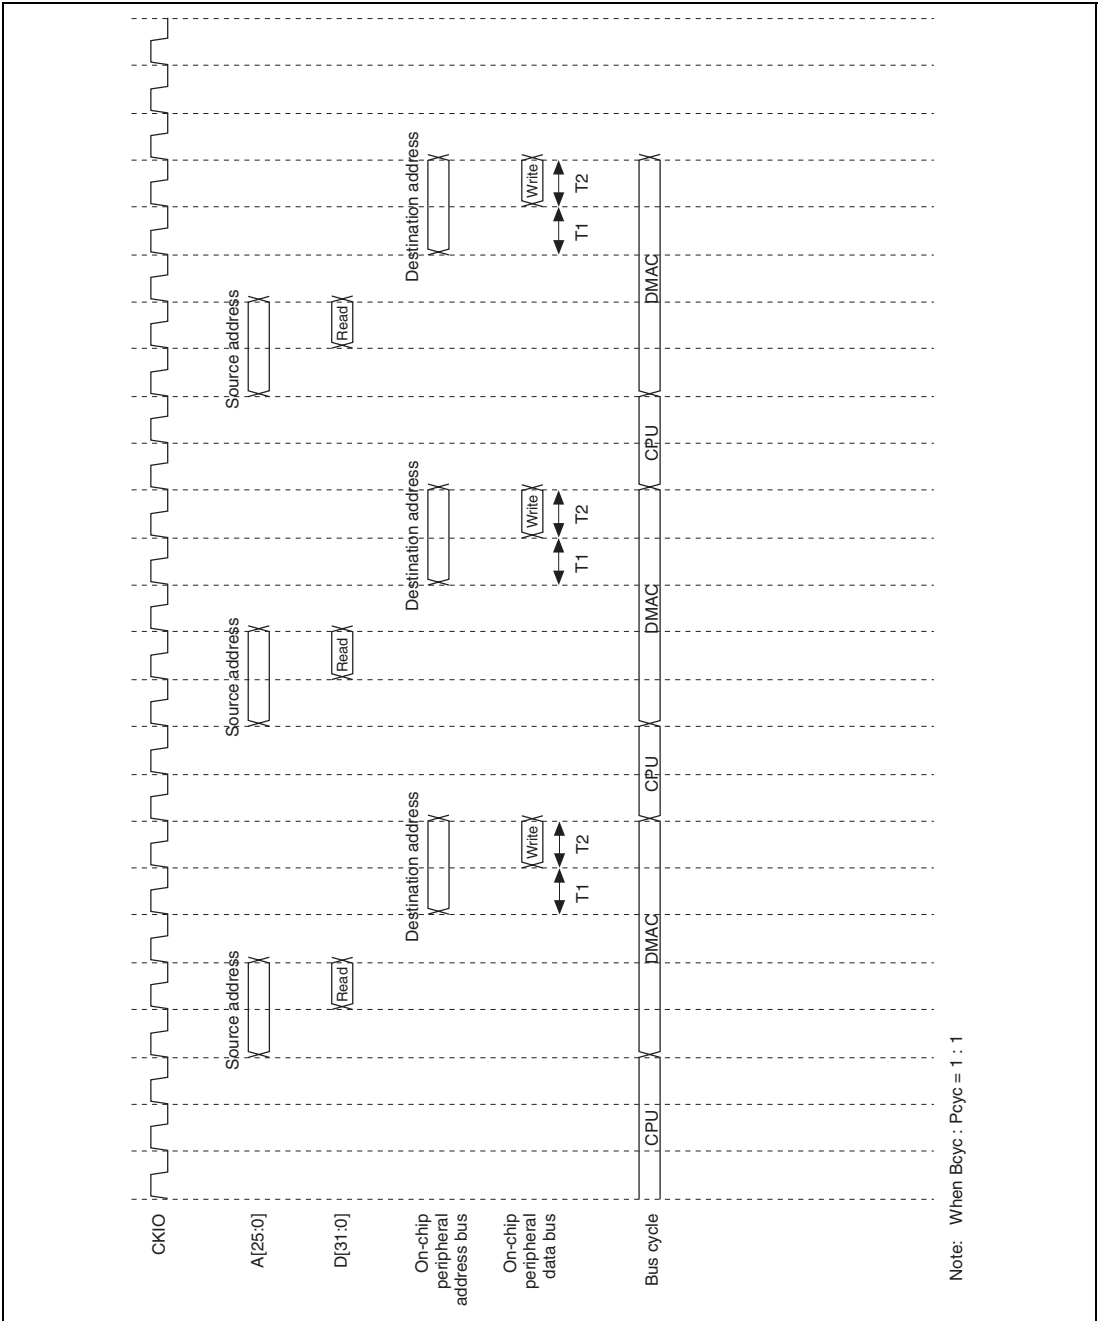 CKIO
A[25:0]
Source address
Source address
Source address
D[31:0]
Read
Read
Read
On-chip
peripheral
address bus
Destination address
Destination address
Destination address
On-chip
peripheral
data bus
Write
Write
Write
T1
T2
T1
T2
T1
T2
Bus cycle
CPU
DMAC
CPU
DMAC
CPU
DMAC
Note: When Bcyc : Pcyc = 1 : 1